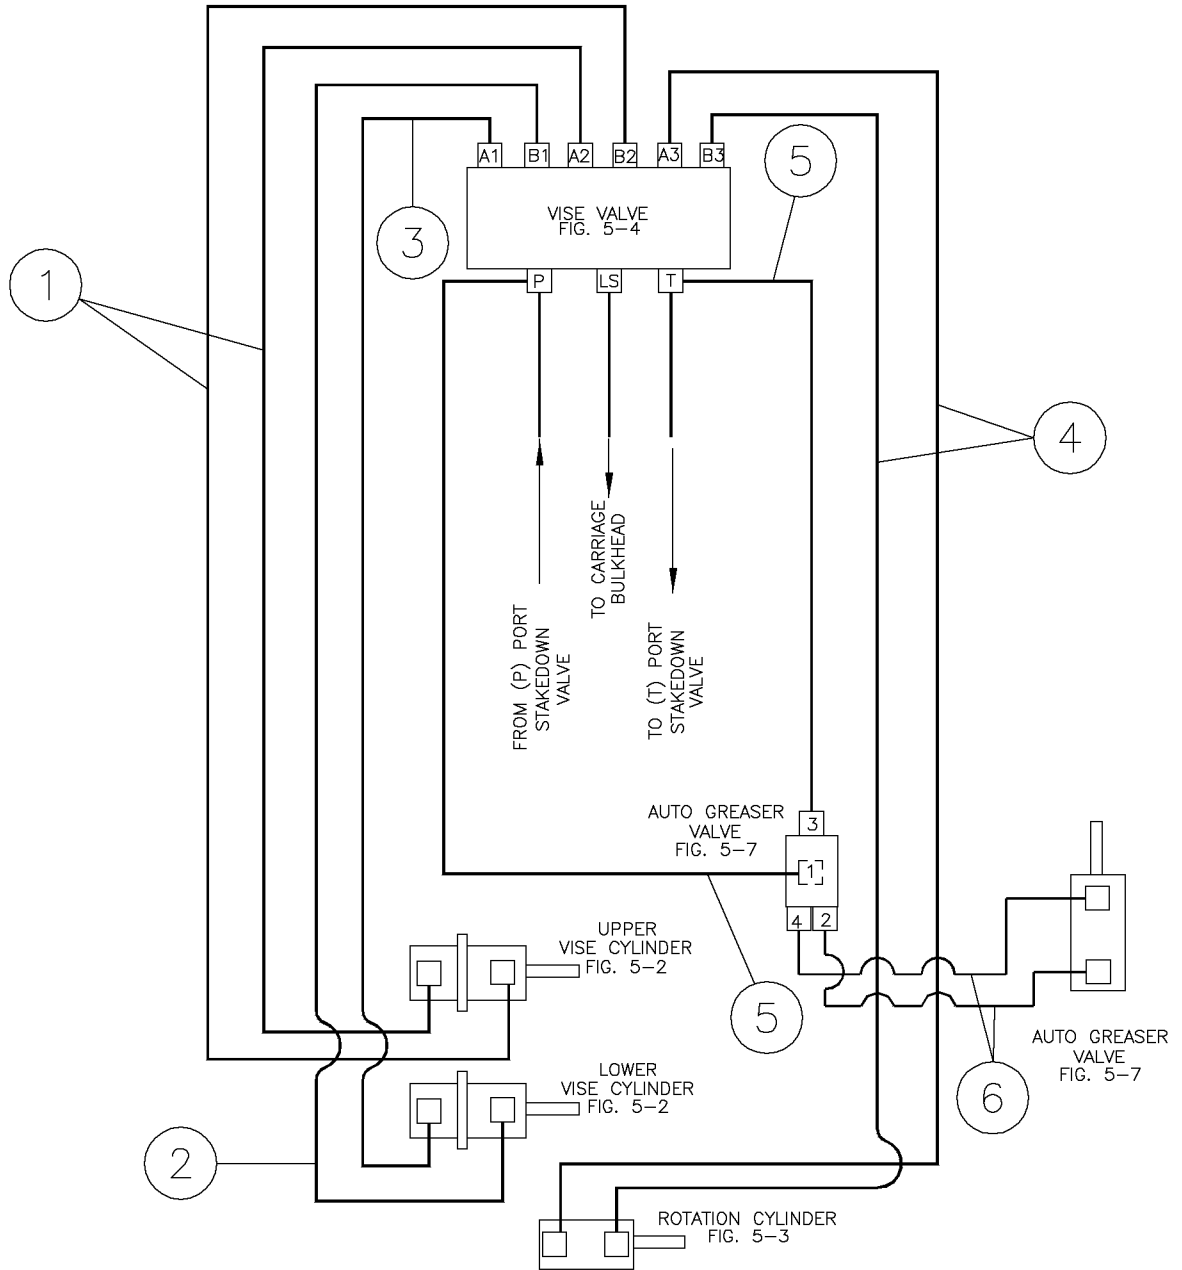 A1
B1
A2
B2
A3
B3
5
VISE VALVE
FIG. 5-4
3
1
P
LS
T
4
FROM (P) PORT
STAKEDOWN
VALVE
TO CARRIAGE
BULKHEAD
TO (T) PORT
STAKEDOWN
VALVE
AUTO GREASER
VALVE
FIG. 5-7
3
1
4
2
UPPER
VISE CYLINDER
FIG. 5-2
5
AUTO GREASER
VALVE
FIG. 5-7
6
LOWER
VISE CYLINDER
FIG. 5-2
2
ROTATION CYLINDER
FIG. 5-3